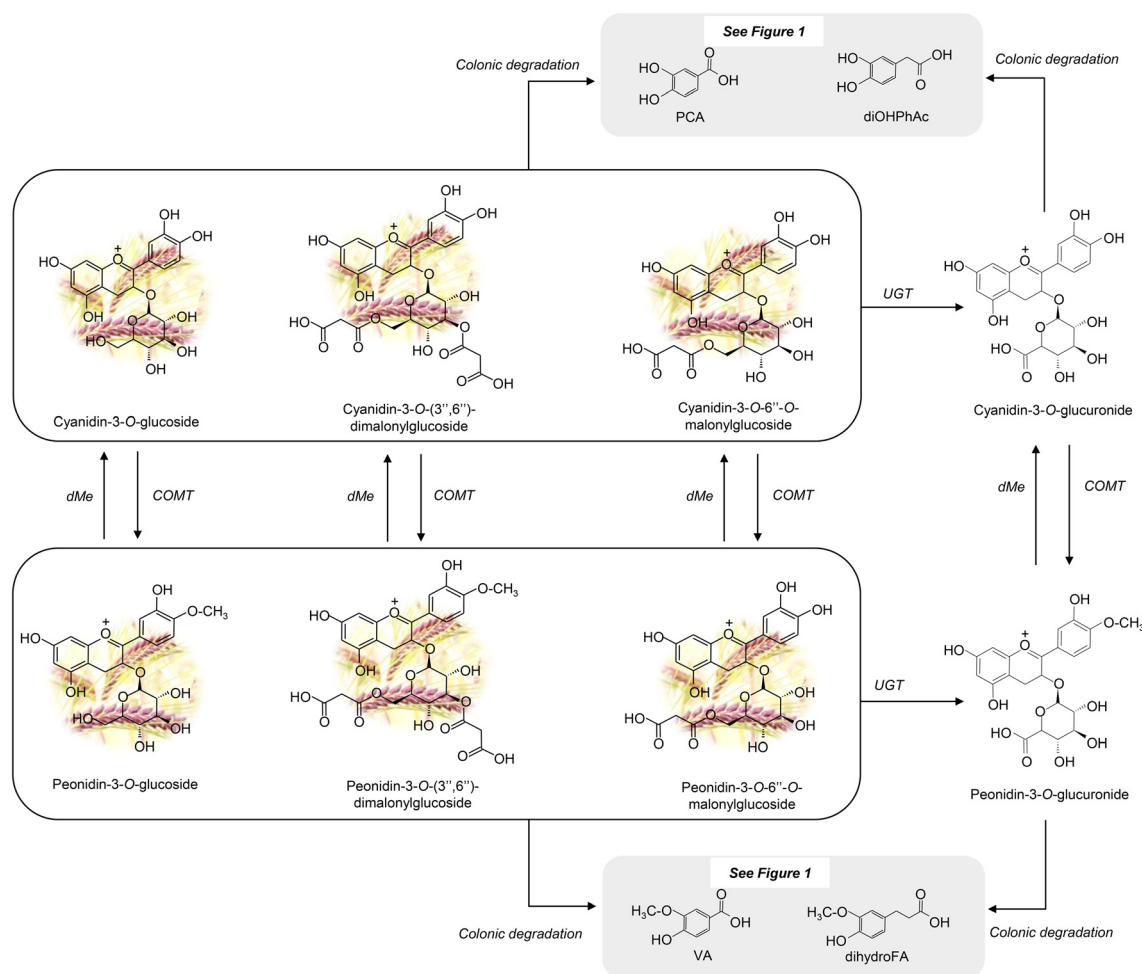 See Figure 1
Colonic degradation
Colonic degradation
O
HO
OH
HO
PCA
HO
OH
HO
O
diOHPhAc
OH
OH
O
+
HO
O
OH
OH
O
HO
OH
OH
Cyanidin-3-O-glucoside
OH
OH
HO
O
+
O
OH
O
OH
HO
O
O
O
HO
O
O
O
OH
Cyanidin-3-O-(3'',6'')-
dimalonylglucoside
OH
OH
HO
O
+
O
OH
O
OH
HO
O
O
O
OH
OH
Cyanidin-3-O-6''-O-
malonylglucoside
UGT
OH
OH
HO
O
+
O
OH
O
OH
HO
O
OH
OH
Cyanidin-3-O-glucuronide
dMe
COMT
dMe
COMT
dMe
COMT
dMe
COMT
OH
O-CH3
HO
O
+
O
OH
O
OH
HO
OH
OH
Peonidin-3-O-glucoside
OH
O-CH3
HO
O
+
O
OH
O
OH
HO
O
O
O
HO
O
O
O
OH
Peonidin-3-O-(3'',6'')-
dimalonylglucoside
OH
OH
HO
O
+
O
OH
O
OH
HO
O
O
O
OH
OH
Peonidin-3-O-6''-O-
malonylglucoside
UGT
OH
O-CH3
HO
O
+
O
OH
O
OH
HO
O
OH
OH
Peonidin-3-O-glucuronide
See Figure 1
Colonic degradation
Colonic degradation
H3C-O
O
OH
HO
VA
H3C-O
O
OH
HO
dihydroFA